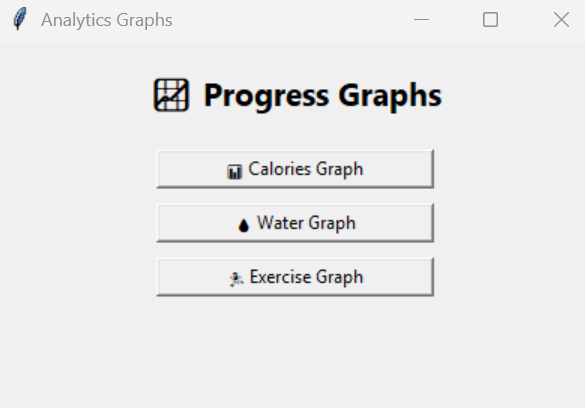 Analytics Graphs
Progress Graphs
Calories Graph
Water Graph
Exercise Graph